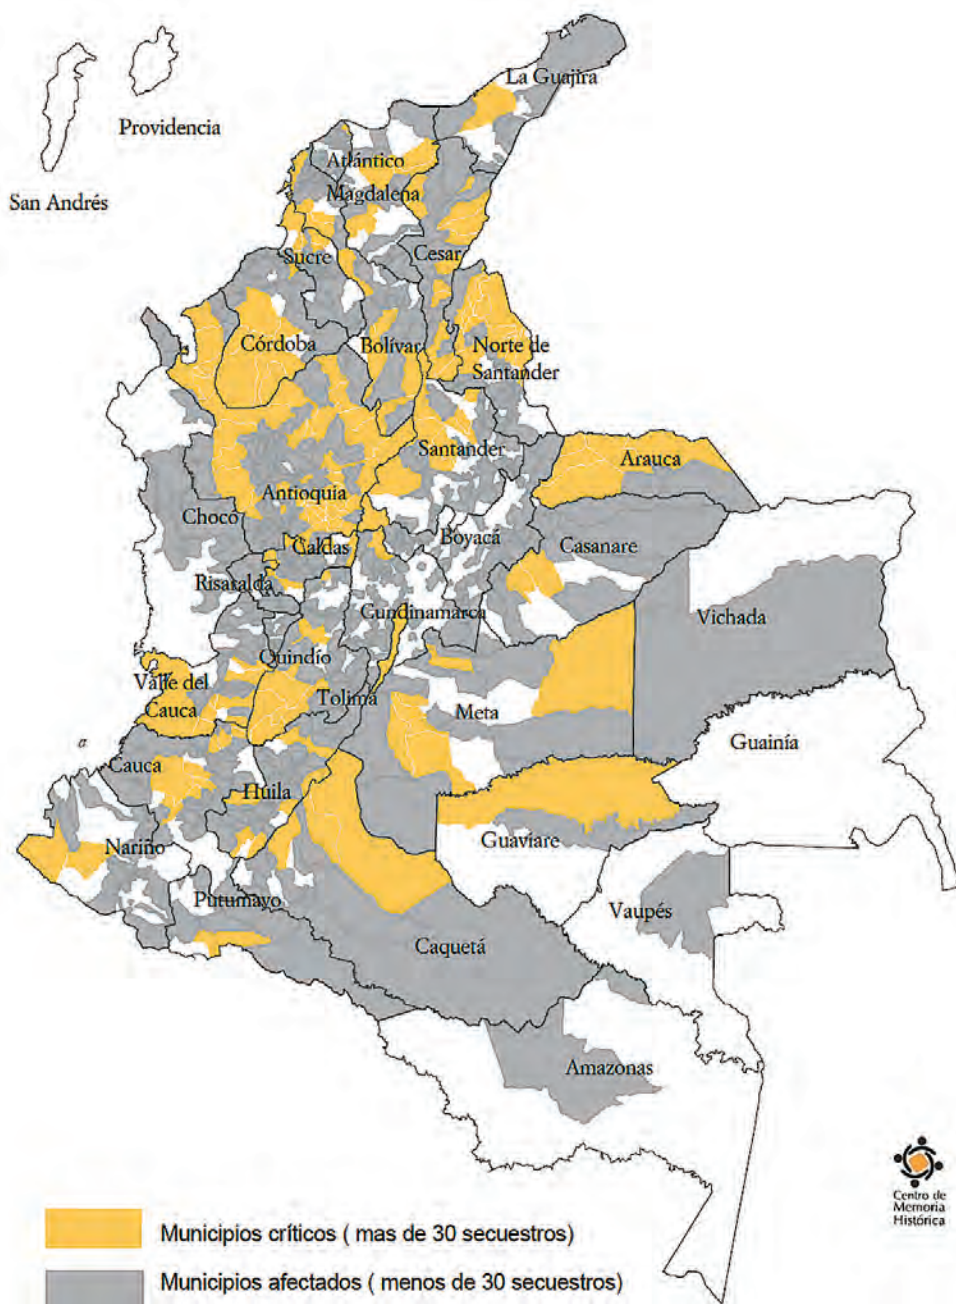 La Guajira
Providencia
Atlántico
San Andrés
Magdalena
Sucre
Cesar
Córdoba
Bolívar
Norte de
Santander
Santander
Arauca
Antioquía
Chocó
Boyacá
Caldas
Casanare
Risaralda
Cundinamarca
Vichada
Quindío
Valle del
Cauca
Tolima
Meta
Guainía
a
Cauca
Huila
Nariño
Guaviare
Putumayo
Vaupés
Caquetá
Amazonas
Centro de
Memoria
Histórica
Municipios críticos ( mas de 30 secuestros)
Municipios afectados ( menos de 30 secuestros)